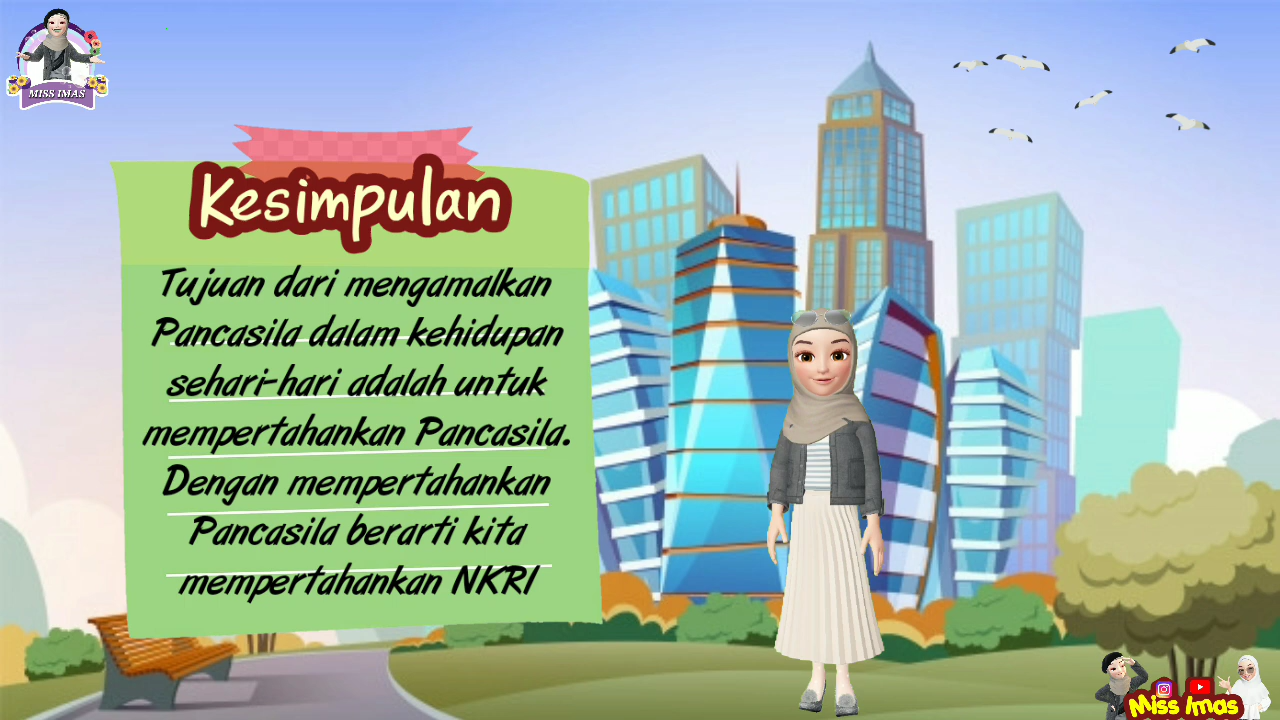 MISS IMAS
Kesimpulan
Tujuan dari mengamalkan
Pancasila dalam kehidupan
sehari-hari adalah untuk
mempertahankan Pancasila.
Dengan mempertahankan
Pancasila berarti kita
mempertahankan NKRI
Miss Imas